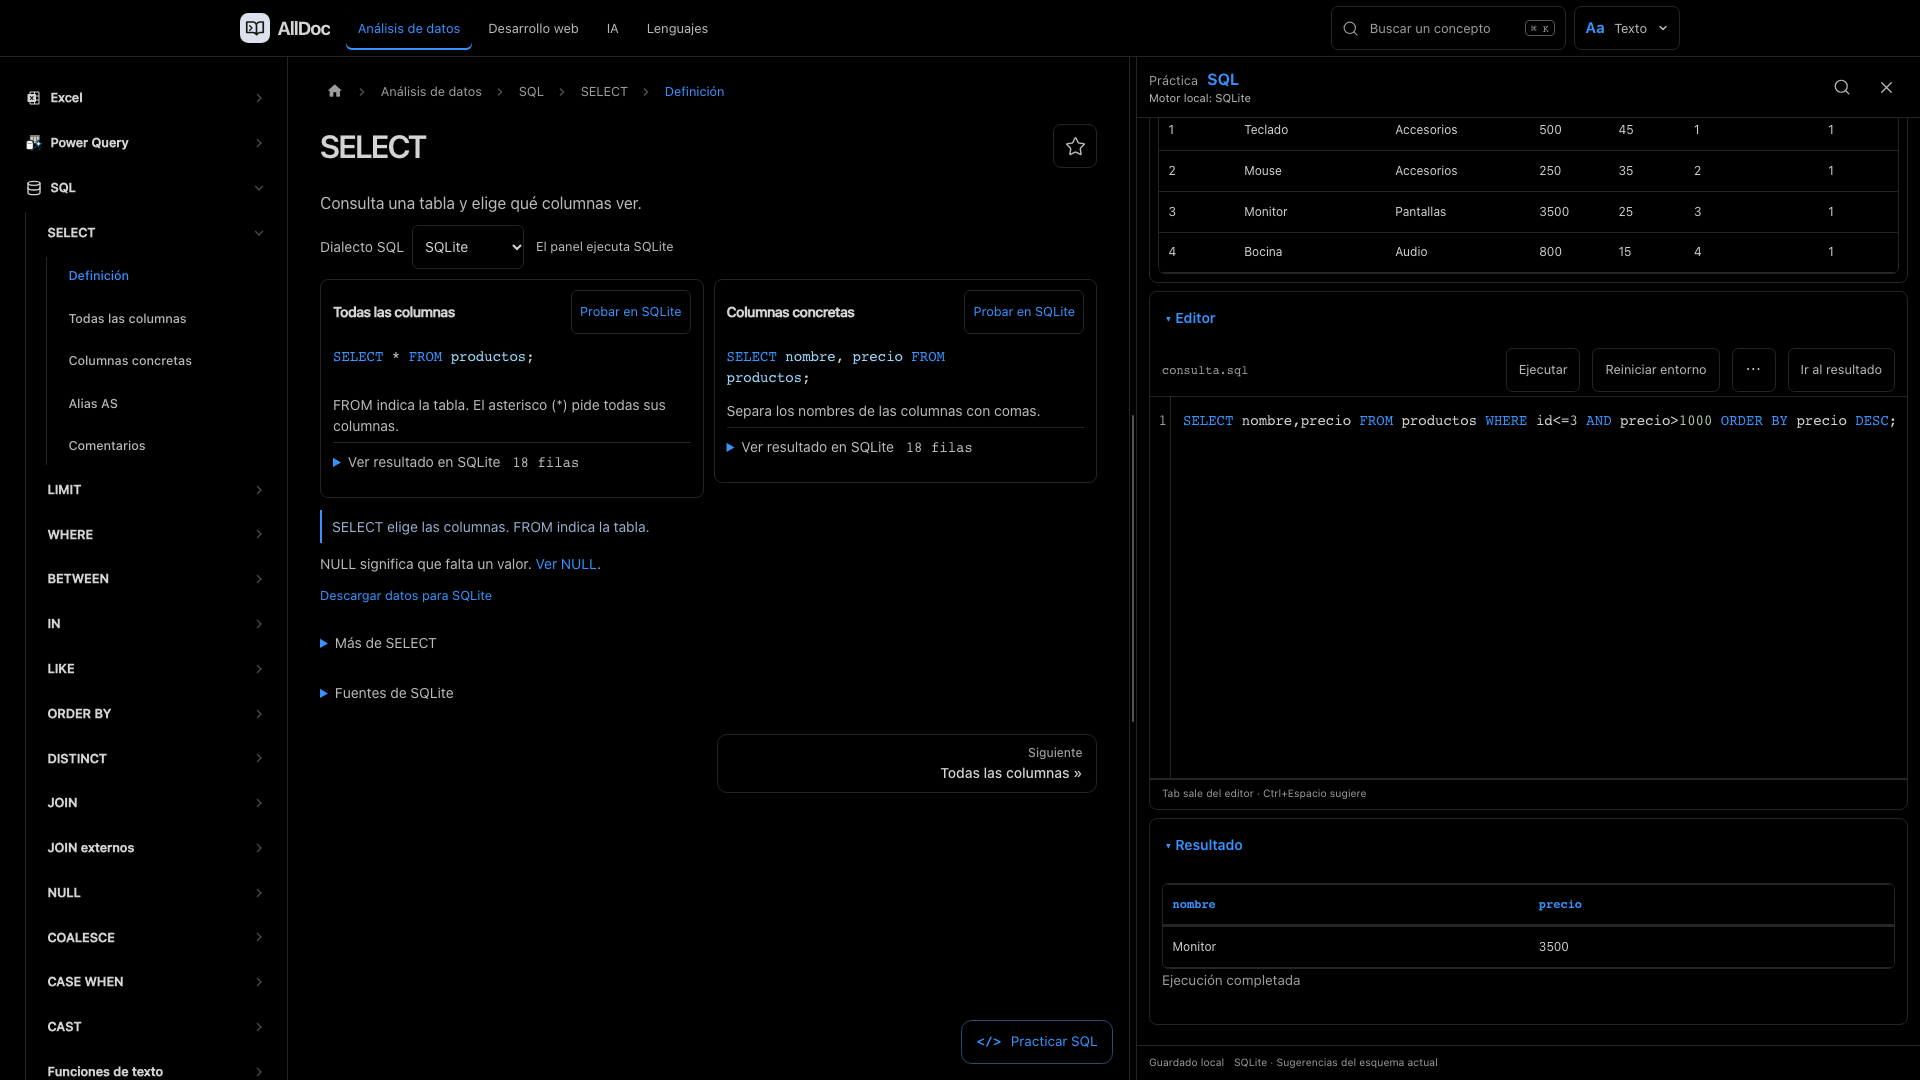 AllDoc
Análisis de datos
Desarrollo web
IA
Lenguajes
Buscar un concepto
⌘ K
Aa Texto
Excel
Power Query
SQL
SELECT
Definición
Todas las columnas
Columnas concretas
Alias AS
Comentarios
LIMIT
WHERE
BETWEEN
IN
LIKE
ORDER BY
DISTINCT
JOIN
JOIN externos
NULL
COALESCE
CASE WHEN
CAST
Funciones de texto
Análisis de datos > SQL > SELECT > Definición
SELECT
Consulta una tabla y elige qué columnas ver.
Dialecto SQL SQLite El panel ejecuta SQLite
Todas las columnas
Probar en SQLite
SELECT * FROM productos;
FROM indica la tabla. El asterisco (*) pide todas sus
columnas.
Ver resultado en SQLite 18 filas
Columnas concretas
Probar en SQLite
SELECT nombre, precio FROM
productos;
Separa los nombres de las columnas con comas.
Ver resultado en SQLite 18 filas
SELECT elige las columnas. FROM indica la tabla.
NULL significa que falta un valor. Ver NULL.
Descargar datos para SQLite
Más de SELECT
Fuentes de SQLite
Siguiente
Todas las columnas »
</> Practicar SQL
Práctica SQL
Motor local: SQLite
1 Teclado Accesorios 500 45 1 1
2 Mouse Accesorios 250 35 2 1
3 Monitor Pantallas 3500 25 3 1
4 Bocina Audio 800 15 4 1
Editor
consulta.sql
Ejecutar
Reiniciar entorno
···
Ir al resultado
1 SELECT nombre,precio FROM productos WHERE id<=3 AND precio>1000 ORDER BY precio DESC;
Tab sale del editor · Ctrl+Espacio sugiere
Resultado
nombre precio
Monitor 3500
Ejecución completada
Guardado local SQLite · Sugerencias del esquema actual